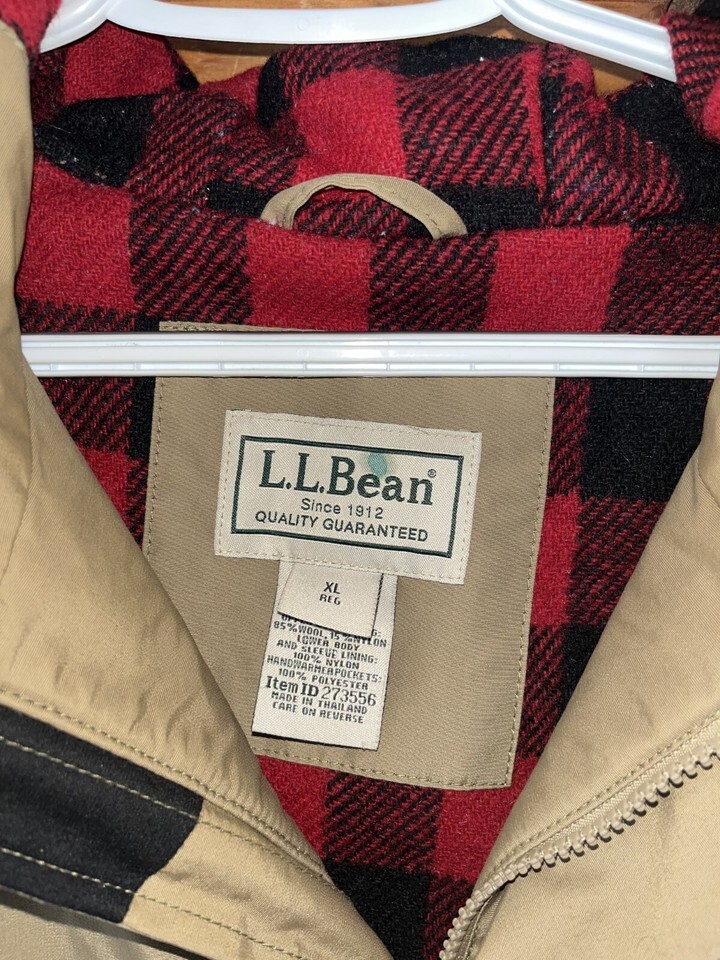 L.L.Bean®
Since 1912
QUALITY GUARANTEED
XL
REG
85% WOOL, 15% NYLON
LOWER BODY
AND SLEEVE LINING:
100% NYLON
HANDWARMER POCKETS:
100% POLYESTER
Item ID 273556
MADE IN THAILAND
CARE ON REVERSE